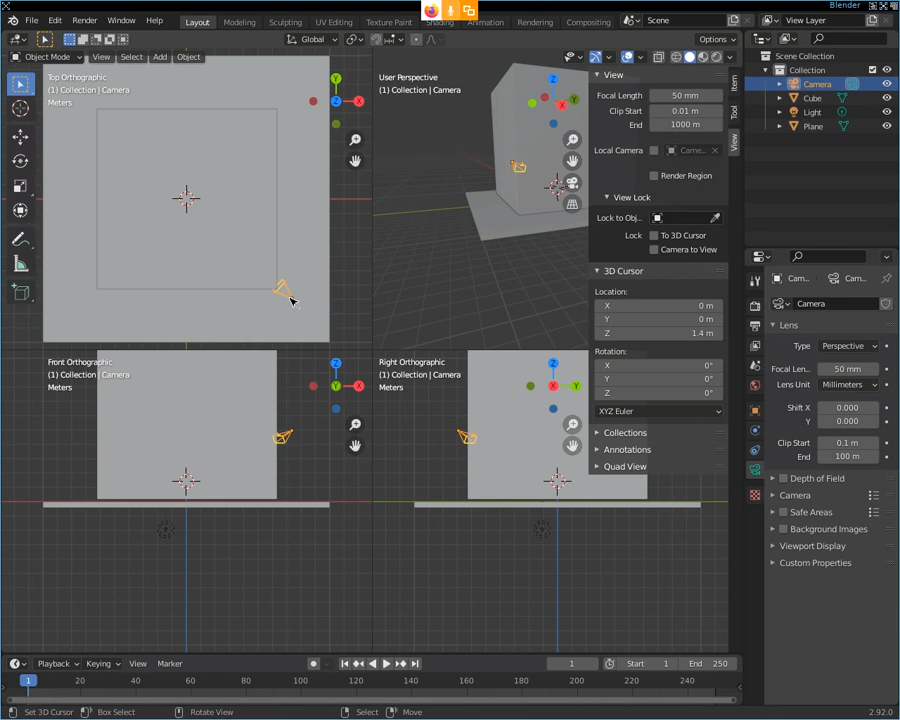 Blender
File Edit Render Window Help Layout Modeling Sculpting UV Editing Texture Paint Shading Animation Rendering Compositing Scene View Layer
Global Options
Object Mode View Select Add Object
Top Orthographic
(1) Collection | Camera
Meters
Y
X
Z
User Perspective
(1) Collection | Camera
Z
X
Y
View
Focal Length 50 mm
Clip Start 0.01 m
End 1000 m
Local Camera Came...
Render Region
View Lock
Lock to Obj...
Lock To 3D Cursor
Camera to View
3D Cursor
Location:
X 0 m
Y 0 m
Z 1.4 m
Rotation:
X 0°
Y 0°
Z 0°
XYZ Euler
Collections
Annotations
Quad View
Item
Tool
View
Front Orthographic
(1) Collection | Camera
Meters
Z
Y
X
Right Orthographic
(1) Collection | Camera
Meters
Z
X
Y
Scene Collection
Collection
Camera
Cube
Light
Plane
Cam... Cam...
Camera
Lens
Type Perspective
Focal Len... 50 mm
Lens Unit Millimeters
Shift X 0.000
Y 0.000
Clip Start 0.1 m
End 100 m
Depth of Field
Camera
Safe Areas
Background Images
Viewport Display
Custom Properties
Playback Keying View Marker 1 Start 1 End 250
1 20 40 60 80 100 120 140 160 180 200 220 240
Set 3D Cursor Box Select Rotate View Select Move 2.92.0